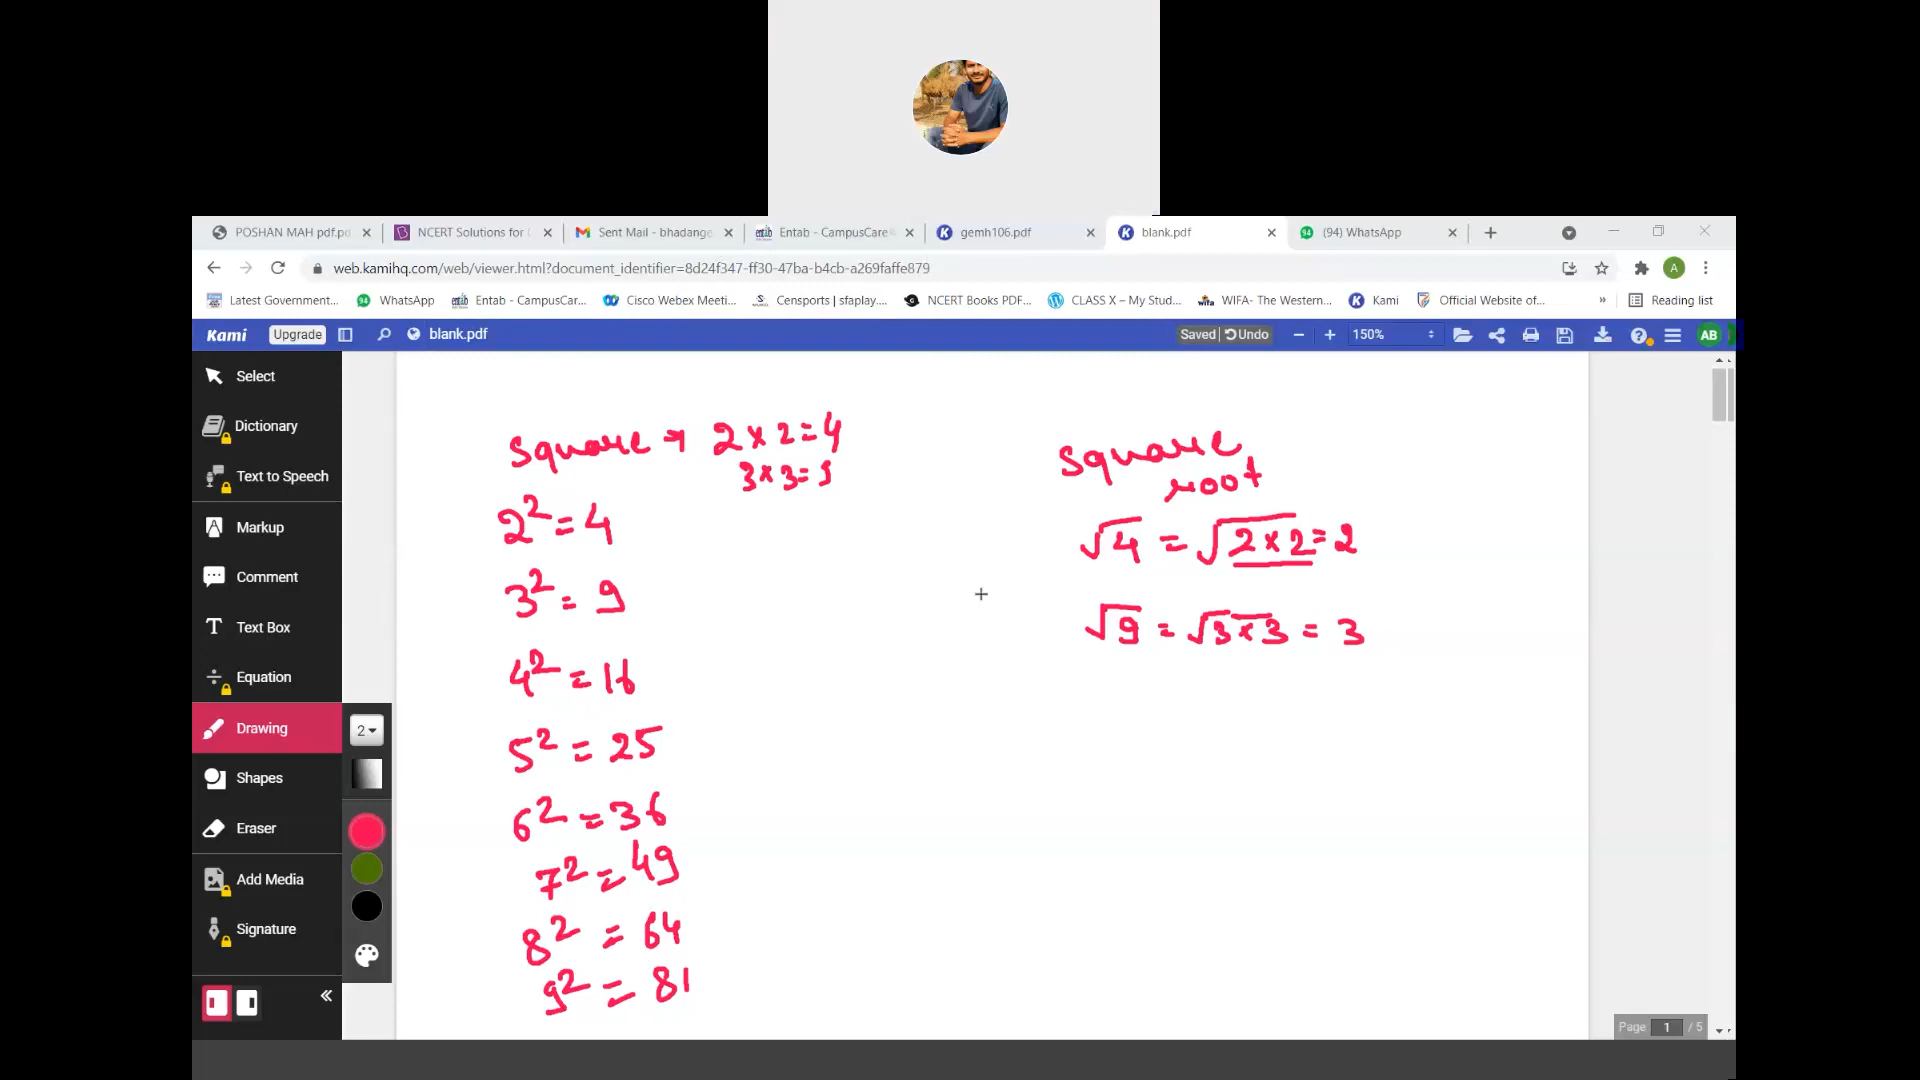 POSHAN MAH pdf.pd
NCERT Solutions for
Sent Mail - bhadange
Entab - CampusCare
gemh106.pdf
blank.pdf
(94) WhatsApp
web.kamihq.com/web/viewer.html?document_identifier=8d24f347-ff30-47ba-b4cb-a269faffe879
A
Latest Government...
WhatsApp
Entab - CampusCar...
Cisco Webex Meeti...
Censports | sfaplay....
NCERT Books PDF...
CLASS X – My Stud...
WIFA- The Western...
Kami
Official Website of...
»
Reading list
Kami
Upgrade
blank.pdf
Saved | Undo
150%
AB
Select
Dictionary
Text to Speech
Markup
Comment
Text Box
Equation
Drawing
2
Shapes
Eraser
Add Media
Signature
Square → 2 × 2 = 4
3 × 3 = 9
2² = 4
3² = 9
4² = 16
5² = 25
6² = 36
7² = 49
8² = 64
9² = 81
Square
root
√4 = √2 × 2 = 2
√9 = √3 × 3 = 3
Page 1 / 5